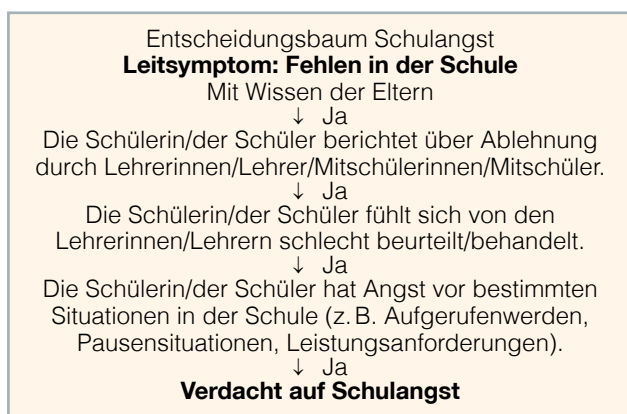 Entscheidungsbaum Schulangst
Leitsymptom: Fehlen in der Schule
Mit Wissen der Eltern
↓ Ja
Die Schülerin/der Schüler berichtet über Ablehnung
durch Lehrerinnen/Lehrer/Mitschülerinnen/Mitschüler.
↓ Ja
Die Schülerin/der Schüler fühlt sich von den
Lehrerinnen/Lehrern schlecht beurteilt/behandelt.
↓ Ja
Die Schülerin/der Schüler hat Angst vor bestimmten
Situationen in der Schule (z. B. Aufgerufenwerden,
Pausensituationen, Leistungsanforderungen).
↓ Ja
Verdacht auf Schulangst